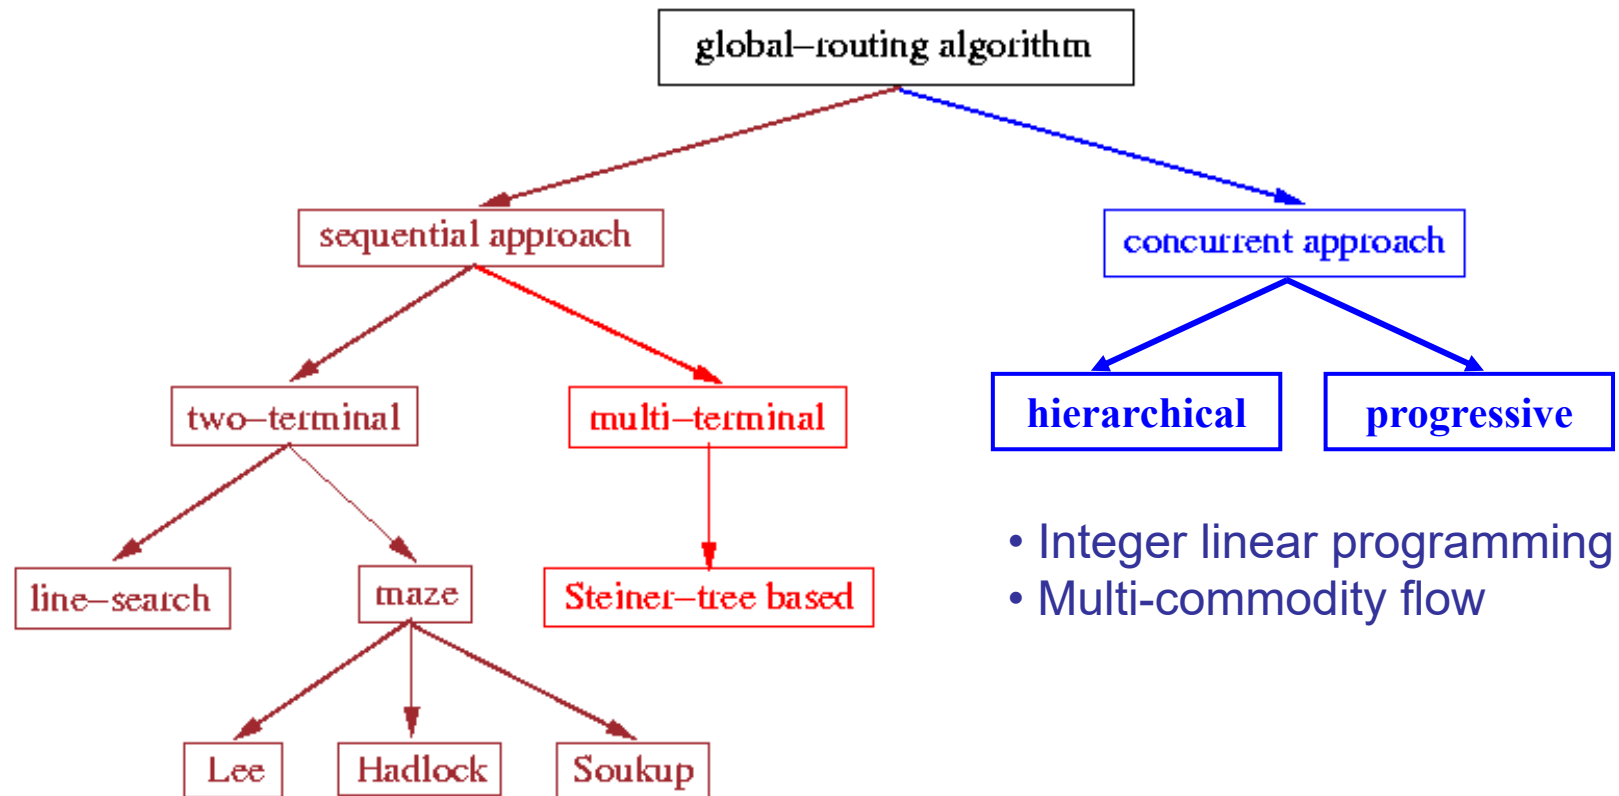 global–routing algorithm
sequential approach
concurrent approach
two–terminal
multi–terminal
hierarchical
progressive
line–search
maze
Steiner–tree based
• Integer linear programming
• Multi-commodity flow
Lee
Hadlock
Soukup